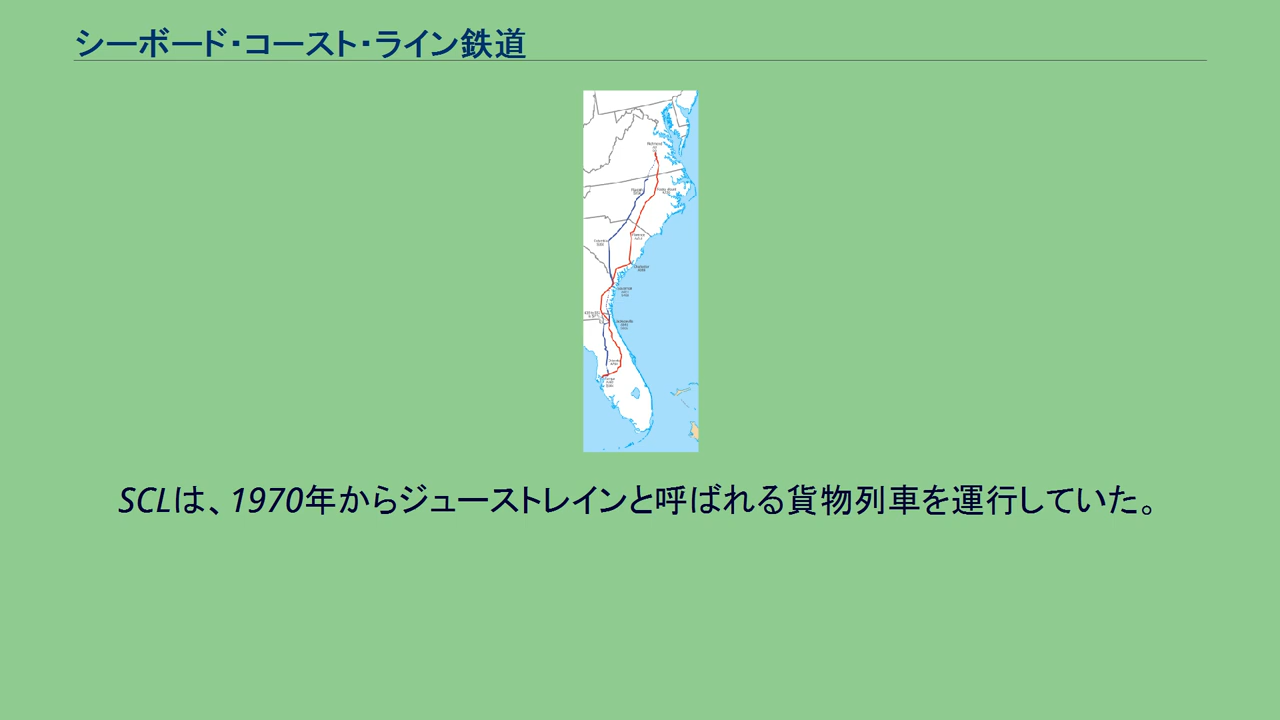 シーボード・コースト・ライン鉄道
SCLは、1970年からジューストレインと呼ばれる貨物列車を運行していた。